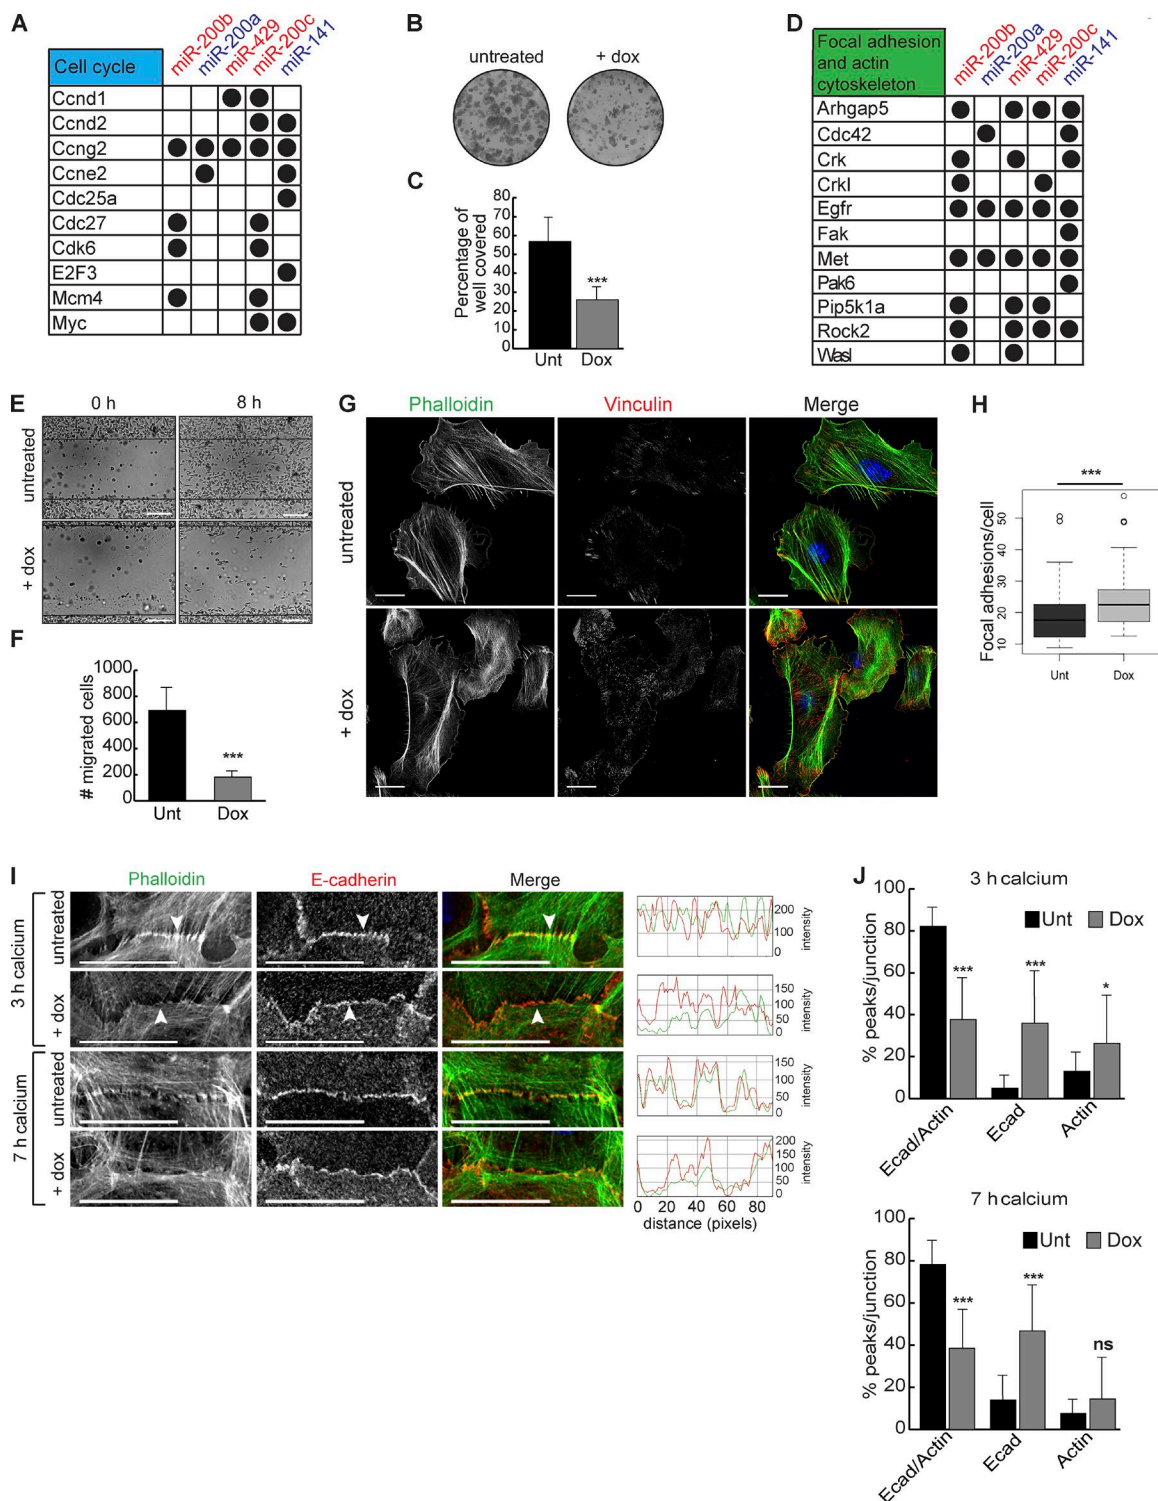 A
miR-200b
miR-200a
miR-429
miR-200c
miR-141
Cell cycle
Ccnd1
Ccnd2
Ccng2
Ccne2
Cdc25a
Cdc27
Cdk6
E2F3
Mcm4
Myc
B
untreated
+ dox
C
Percentage of
well covered
80
70
60
50
40
30
20
10
0
***
Unt
Dox
D
miR-200b
miR-200a
miR-429
miR-200c
miR-141
Focal adhesion
and actin
cytoskeleton
Arhgap5
Cdc42
Crk
Crkl
Egfr
Fak
Met
Pak6
Pip5k1a
Rock2
Wasl
E
0 h
8 h
untreated
+ dox
F
# migrated cells
1000
800
600
400
200
0
***
Unt
Dox
G
Phalloidin
Vinculin
Merge
untreated
+ dox
H
***
Focal adhesions/cell
50
40
30
20
10
Unt
Dox
I
Phalloidin
E-cadherin
Merge
3 h calcium
untreated
+ dox
7 h calcium
untreated
+ dox
200
100
0
intensity
150
100
50
0
intensity
150
100
50
0
intensity
200
150
100
50
0
intensity
0 20 40 60 80
distance (pixels)
J
3 h calcium
Unt
Dox
% peaks/junction
100
80
60
40
20
0
***
***
*
Ecad/Actin
Ecad
Actin
7 h calcium
Unt
Dox
% peaks/junction
100
80
60
40
20
0
***
***
ns
Ecad/Actin
Ecad
Actin